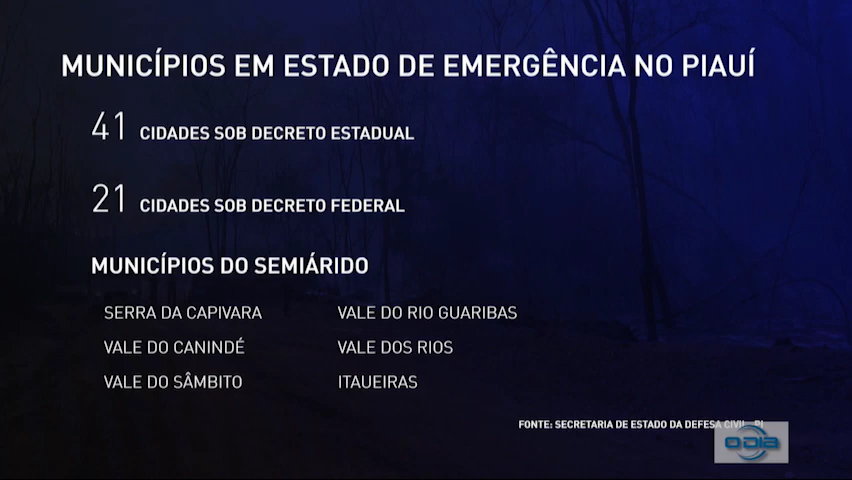 MUNICÍPIOS EM ESTADO DE EMERGÊNCIA NO PIAUÍ
41 CIDADES SOB DECRETO ESTADUAL
21 CIDADES SOB DECRETO FEDERAL
MUNICÍPIOS DO SEMIÁRIDO
SERRA DA CAPIVARA VALE DO RIO GUARIBAS
VALE DO CANINDÉ VALE DOS RIOS
VALE DO SÂMBITO ITAUEIRAS
FONTE: SECRETARIA DE ESTADO DA DEFESA CIVIL - PI
O DIA